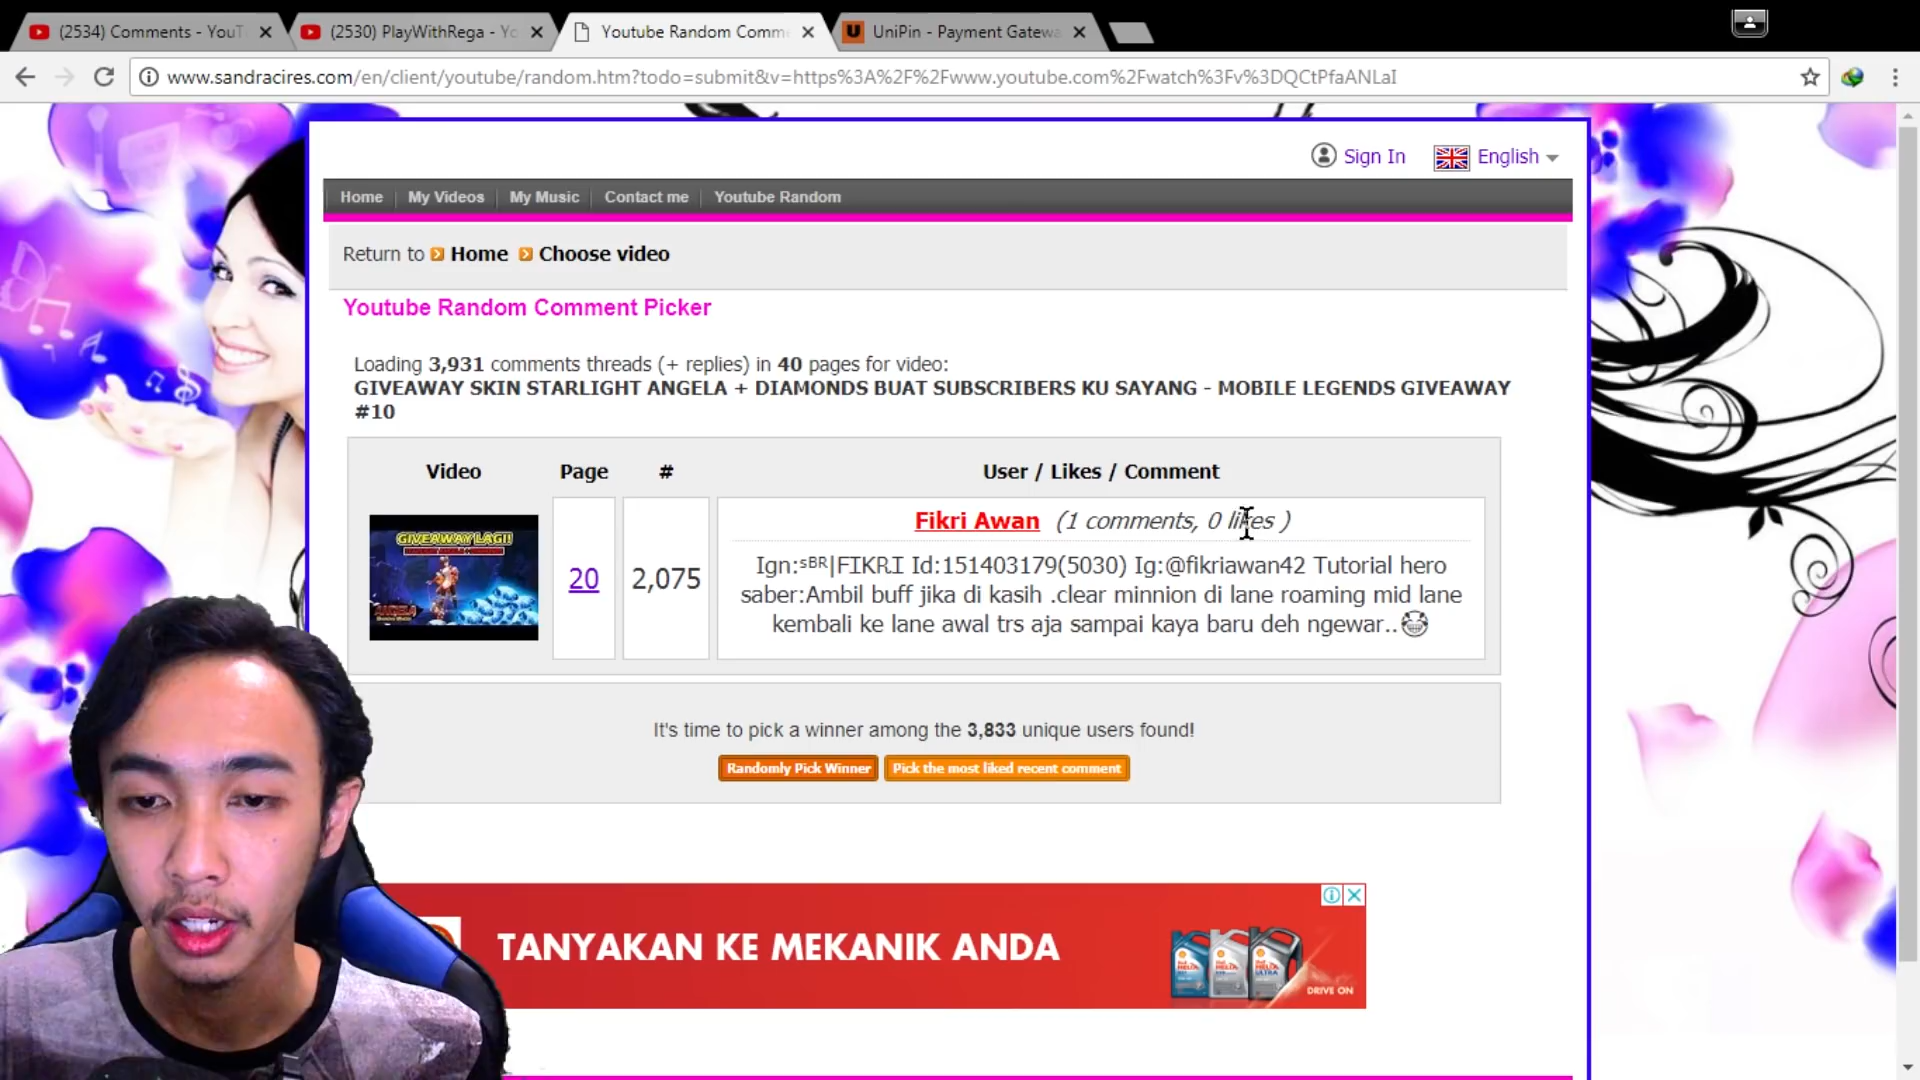 (2534) Comments - YouT
(2530) PlayWithRega - Yo
Youtube Random Comme
UniPin - Payment Gatewa
www.sandracires.com/en/client/youtube/random.htm?todo=submit&v=https%3A%2F%2Fwww.youtube.com%2Fwatch%3Fv%3DQCtPfaANLaI
Sign In
English
Home
My Videos
My Music
Contact me
Youtube Random
Return to Home Choose video
Youtube Random Comment Picker
Loading 3,931 comments threads (+ replies) in 40 pages for video:
GIVEAWAY SKIN STARLIGHT ANGELA + DIAMONDS BUAT SUBSCRIBERS KU SAYANG - MOBILE LEGENDS GIVEAWAY
#10
Video Page # User / Likes / Comment
GIVEAWAY LAGI!
ANGELA
20
2,075
Fikri Awan (1 comments, 0 likes )
Ign:ˢᴮᴿ|FIKRI Id:151403179(5030) Ig:@fikriawan42 Tutorial hero
saber:Ambil buff jika di kasih .clear minnion di lane roaming mid lane
kembali ke lane awal trs aja sampai kaya baru deh ngewar..😂
It's time to pick a winner among the 3,833 unique users found!
Randomly Pick Winner
Pick the most liked recent comment
TANYAKAN KE MEKANIK ANDA
HELIX
HELIX
HELIX
ULTRA
DRIVE ON